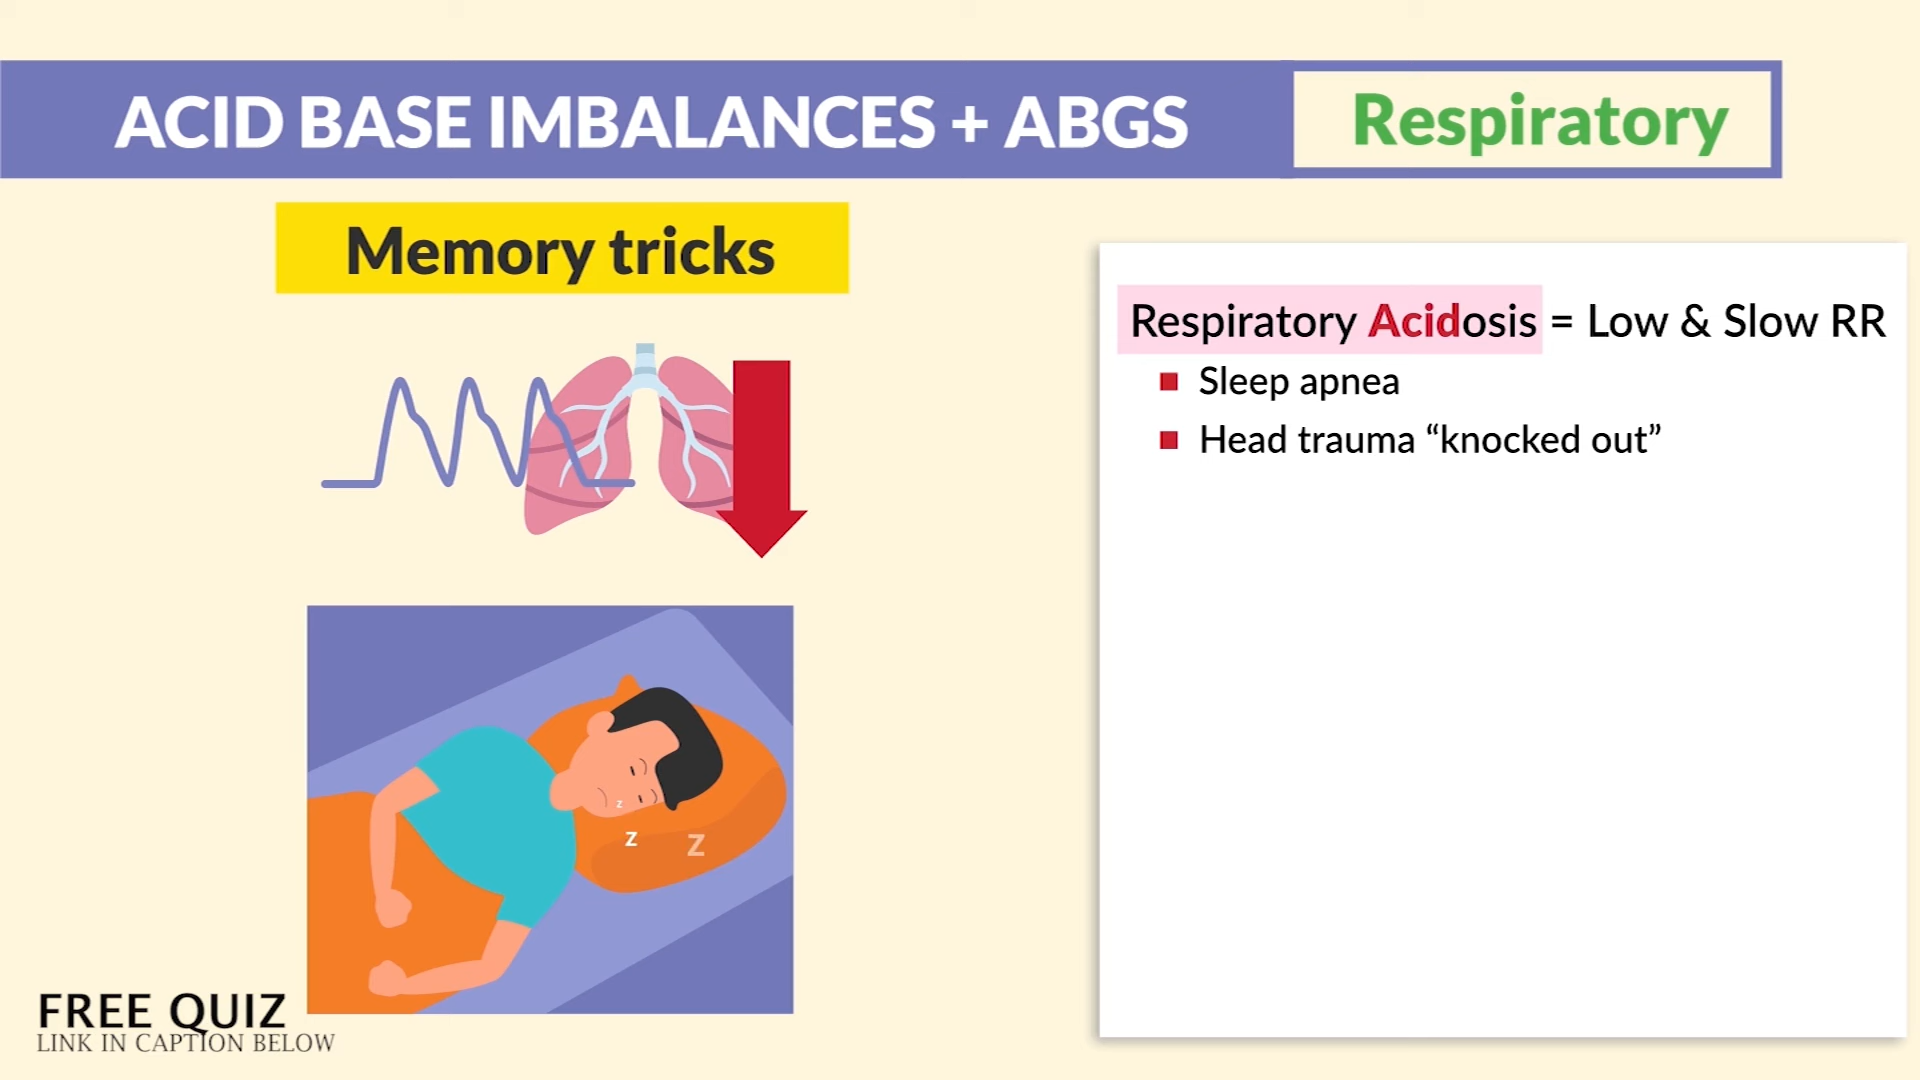 ACID BASE IMBALANCES + ABGS
Respiratory
Memory tricks
Respiratory Acidosis = Low & Slow RR
Sleep apnea
Head trauma “knocked out”
z
z
z
FREE QUIZ
LINK IN CAPTION BELOW